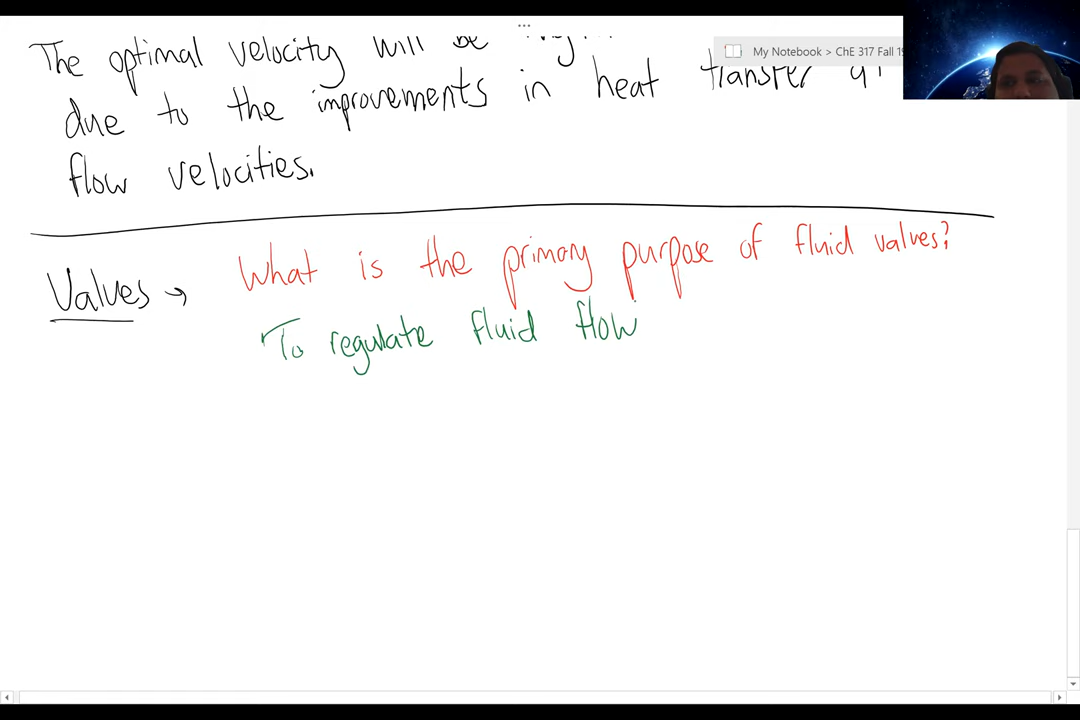 The optimal velocity will be
My Notebook > ChE 317 Fall 19
due to the improvements in heat transfer
flow velocities.
Valves → What is the primary purpose of fluid valves?
To regulate fluid flow